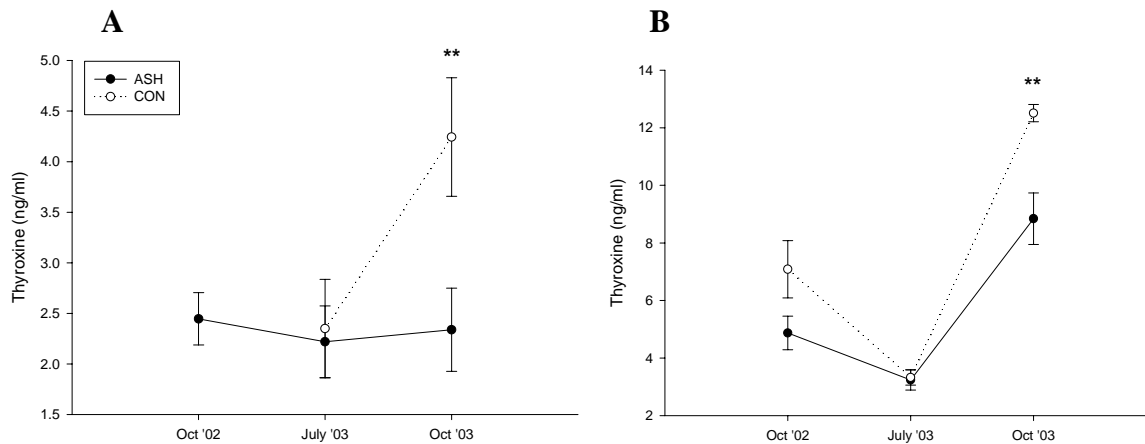 A
Thyroxine (ng/ml)
5.0
4.5
4.0
3.5
3.0
2.5
2.0
1.5
ASH
CON
**
Oct '02
July '03
Oct '03
B
Thyroxine (ng/ml)
14
12
10
8
6
4
2
**
Oct '02
July '03
Oct '03